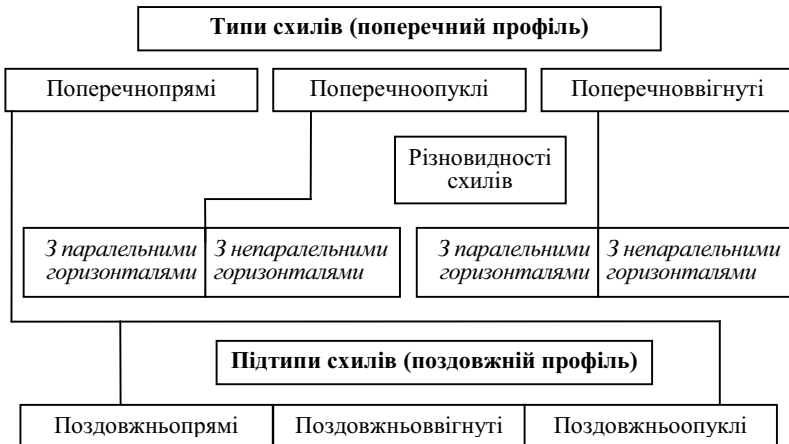 Типи схилів (поперечний профіль)
Поперечнопрямі
Поперечноопуклі
Поперечноввігнуті
Різновидності
схилів
З паралельними
горизонталями
З непаралельними
горизонталями
З паралельними
горизонталями
З непаралельними
горизонталями
Підтипи схилів (поздовжній профіль)
Поздовжньопрямі
Поздовжньоввігнуті
Поздовжньоопуклі